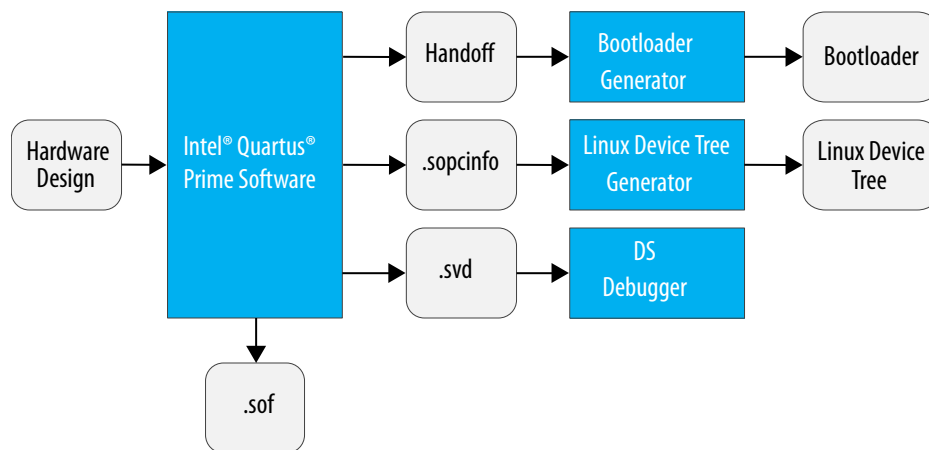 Handoff
Bootloader
Generator
Bootloader
Hardware
Design
Intel® Quartus®
Prime Software
.sopcinfo
Linux Device Tree
Generator
Linux Device
Tree
.svd
DS
Debugger
.sof